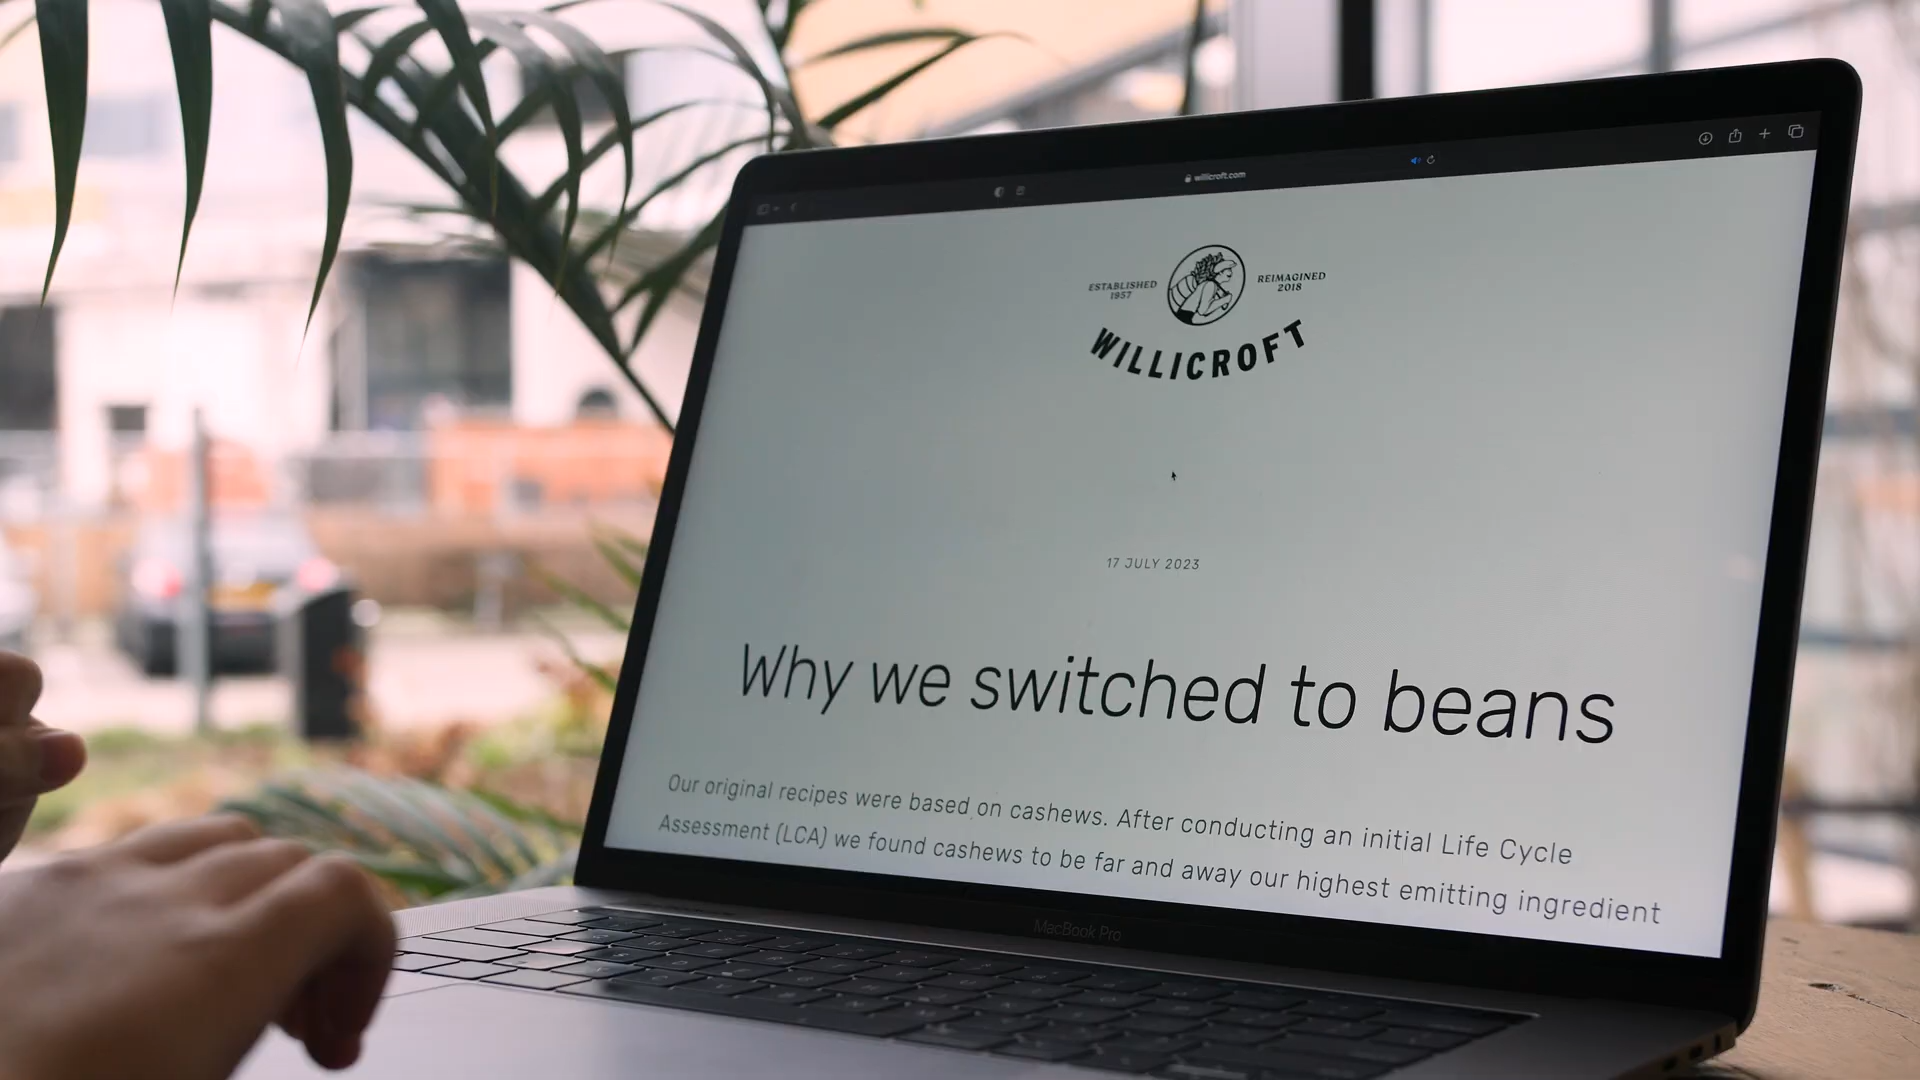 willicroft.com
ESTABLISHED
1957
REIMAGINED
2018
WILLICROFT
17 JULY 2023
Why we switched to beans
Our original recipes were based on cashews. After conducting an initial Life Cycle
Assessment (LCA) we found cashews to be far and away our highest emitting ingredient
MacBook Pro